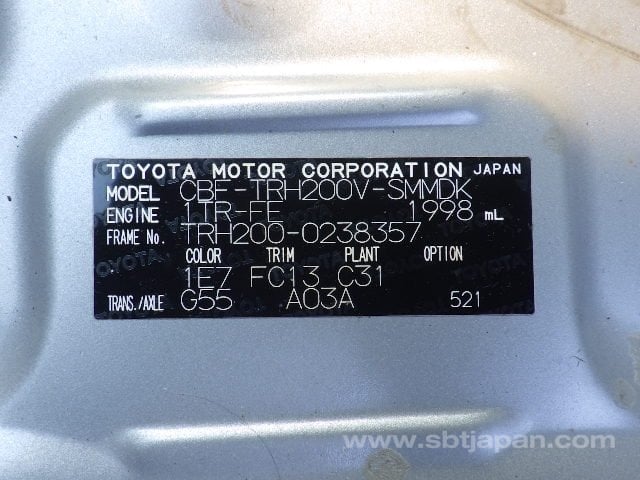 TOYOTA MOTOR CORPORATION JAPAN
MODEL CBF-TRH200V-SMMDK
ENGINE 1TR-FE 1998 mL
FRAME No. TRH200-0238357
COLOR TRIM PLANT OPTION
1E7 FC13 C31
TRANS./AXLE G55 A03A 521
www.sbtjapan.com